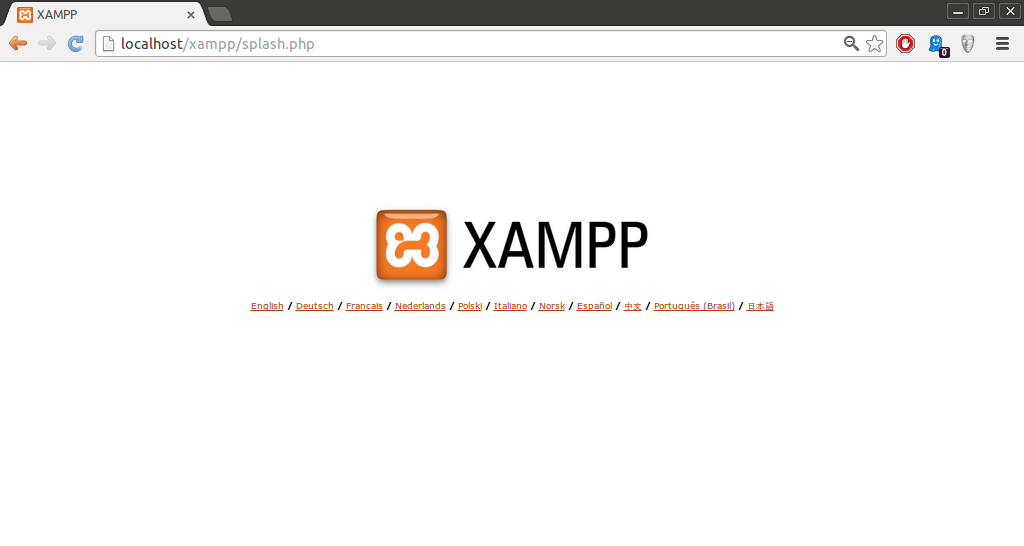 XAMPP
localhost/xampp/splash.php
0
XAMPP
English / Deutsch / Francais / Nederlands / Polski / Italiano / Norsk / Español / 中文 / Português (Brasil) / 日本語